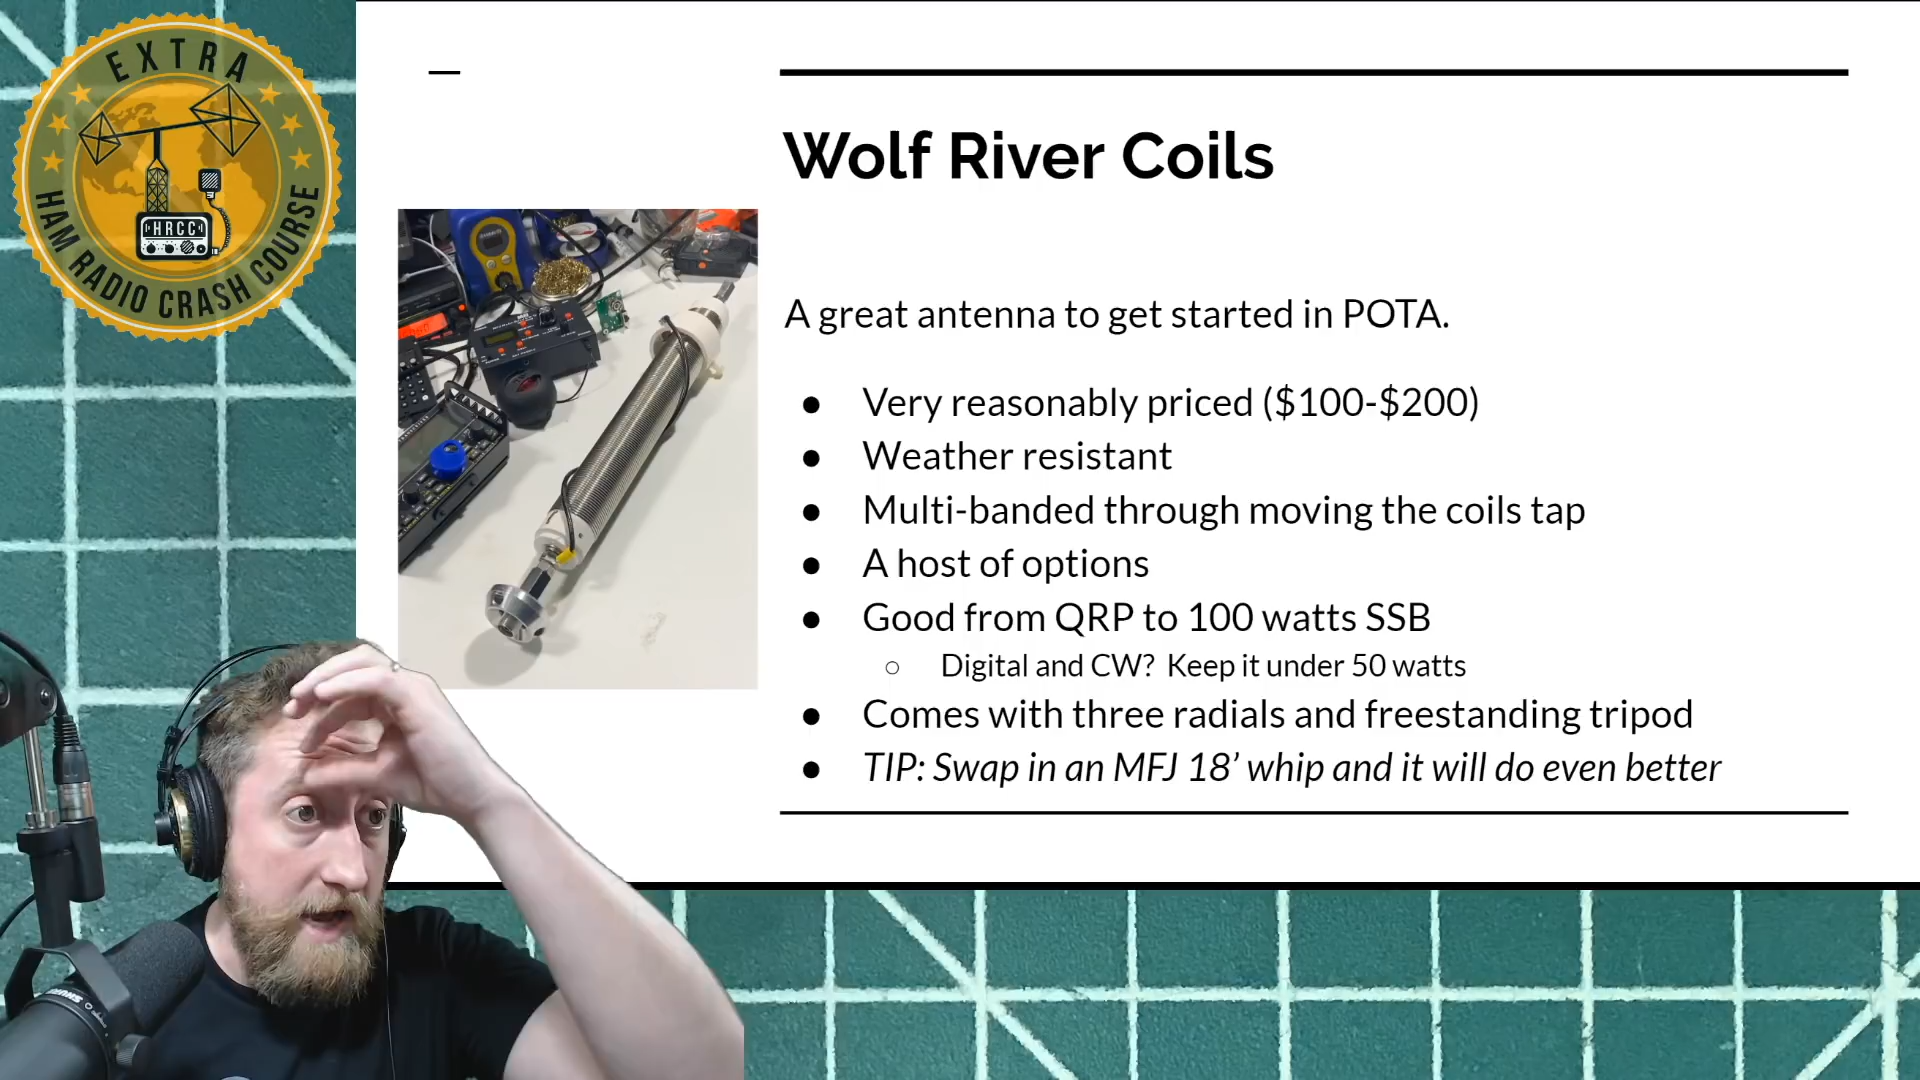 EXTRA
HRCC
HAM RADIO CRASH COURSE
Wolf River Coils
A great antenna to get started in POTA.
● Very reasonably priced ($100-$200)
● Weather resistant
● Multi-banded through moving the coils tap
● A host of options
● Good from QRP to 100 watts SSB
○ Digital and CW? Keep it under 50 watts
● Comes with three radials and freestanding tripod
● TIP: Swap in an MFJ 18’ whip and it will do even better
SHURE